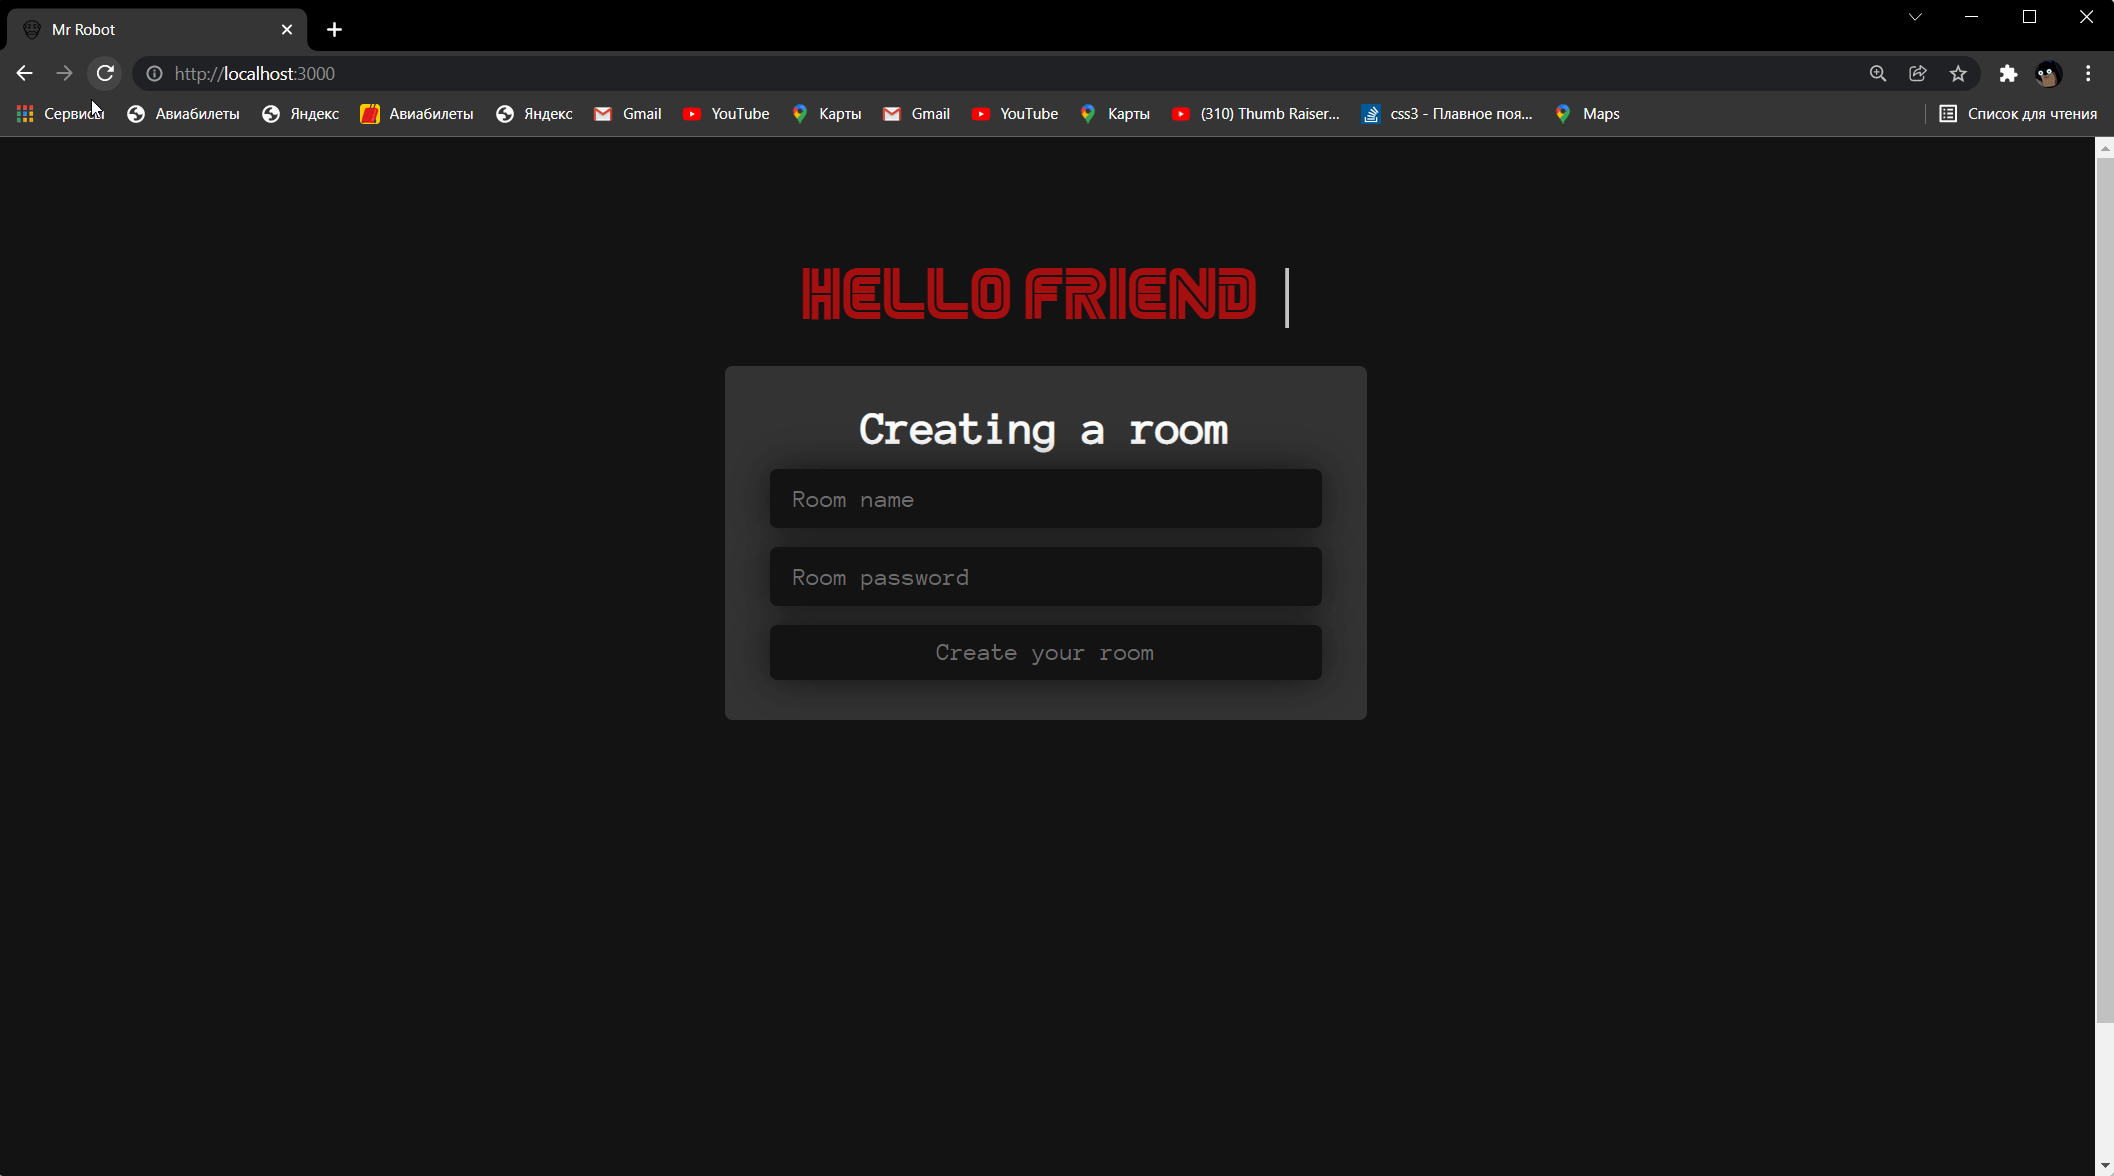 Mr Robot
http://localhost:3000
Сервисы Авиабилеты Яндекс Авиабилеты Яндекс Gmail YouTube Карты Gmail YouTube Карты (310) Thumb Raiser... css3 - Плавное поя... Maps Список для чтения
HELLO FRIEND |
Creating a room
Room name
Room password
Create your room